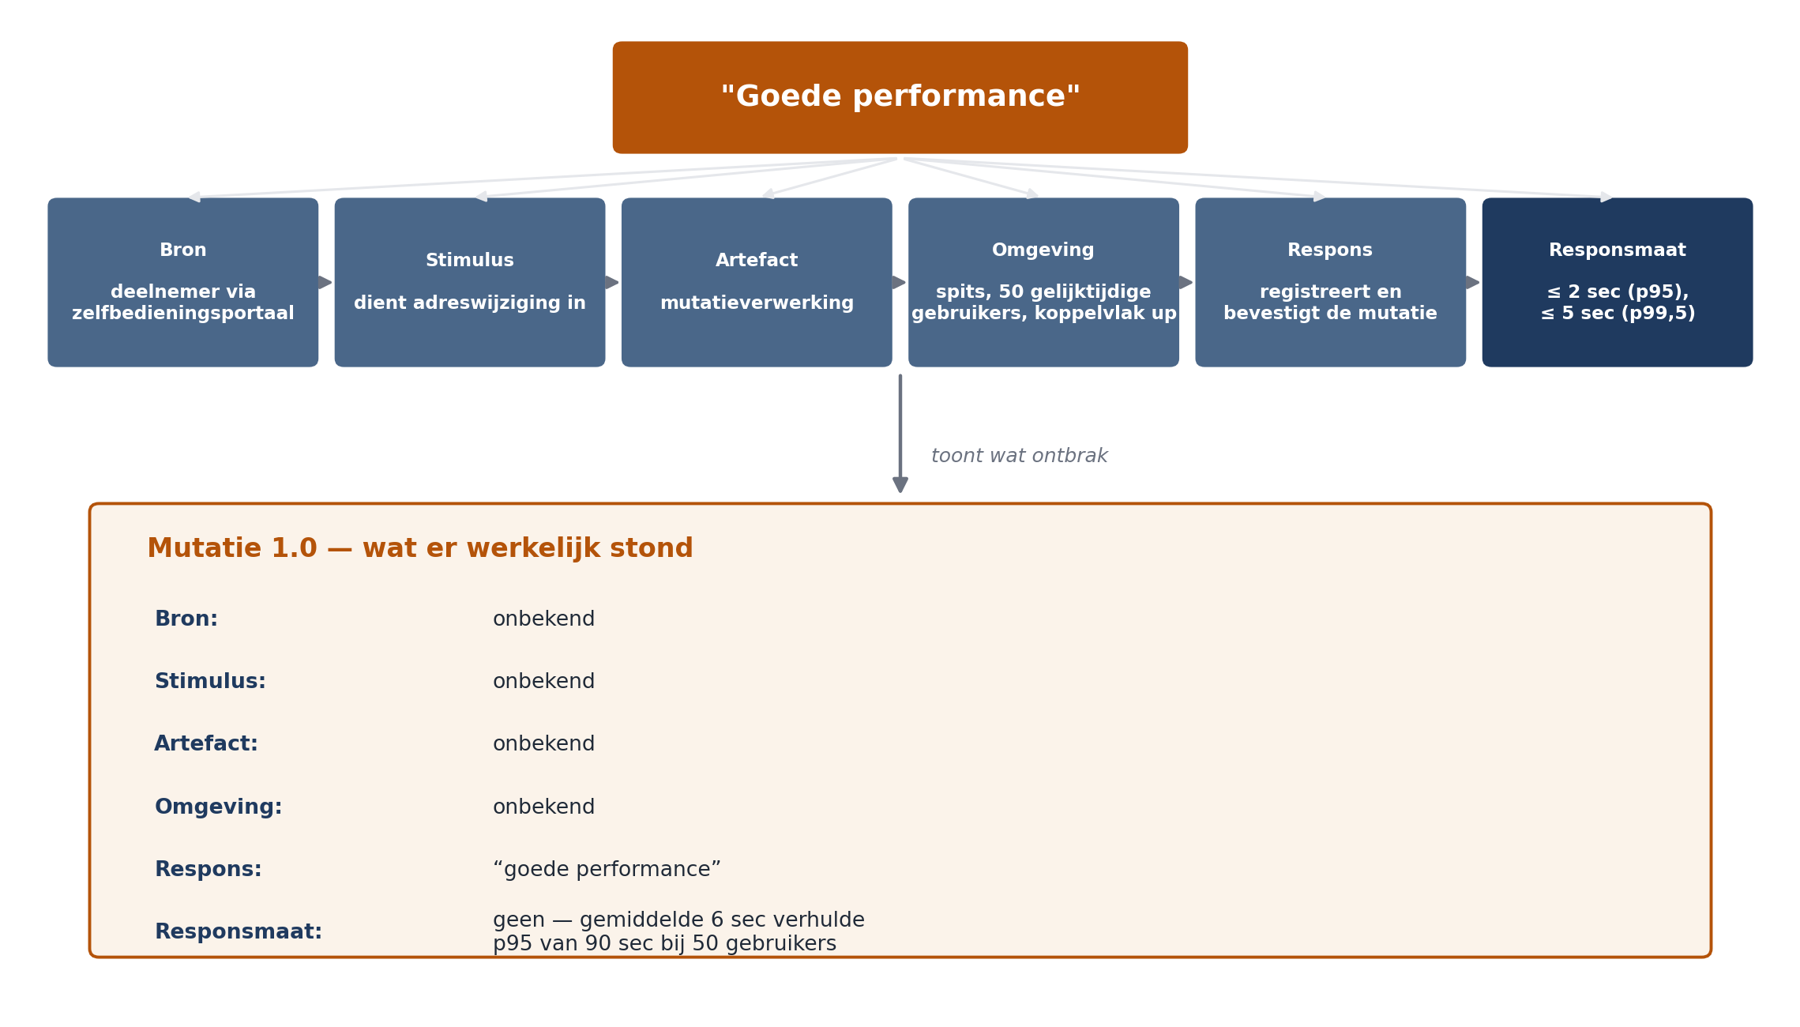 "Goede performance"
Bron
deelnemer via
zelfbedieningsportaal
Stimulus
dient adreswijziging in
Artefact
mutatieverwerking
Omgeving
spits, 50 gelijktijdige
gebruikers, koppelvlak up
Respons
registreert en
bevestigt de mutatie
Responsmaat
≤ 2 sec (p95),
≤ 5 sec (p99,5)
toont wat ontbrak
Mutatie 1.0 — wat er werkelijk stond
Bron: onbekend
Stimulus: onbekend
Artefact: onbekend
Omgeving: onbekend
Respons: “goede performance”
Responsmaat: geen — gemiddelde 6 sec verhulde
p95 van 90 sec bij 50 gebruikers